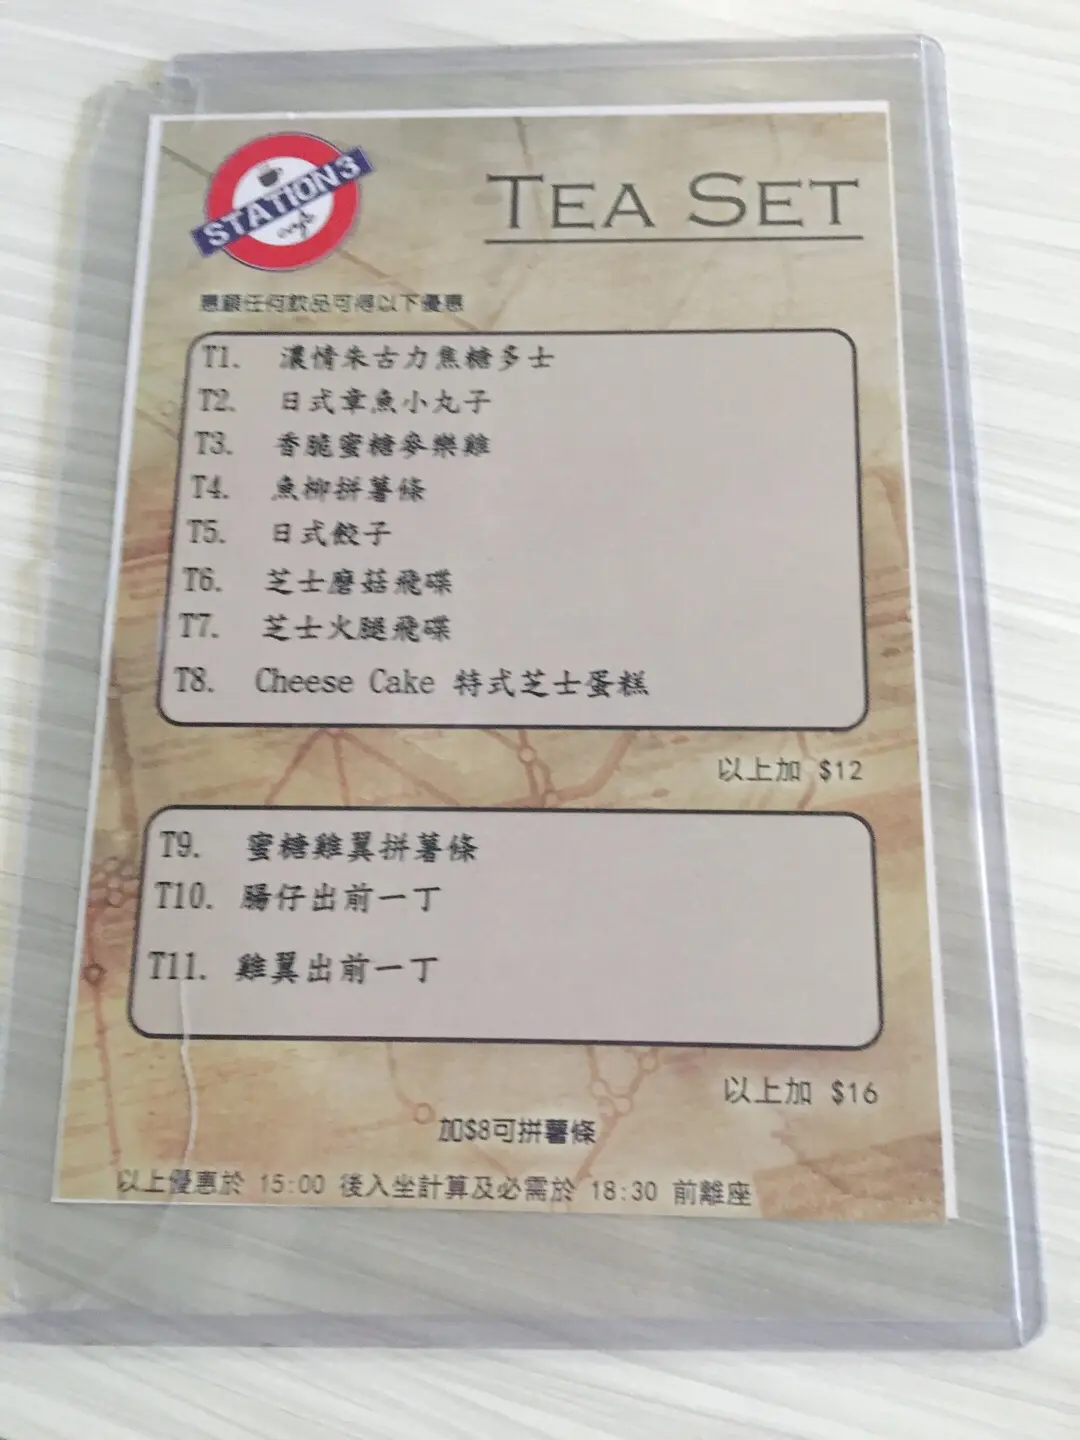 STATION3
cafe
TEA SET
惠顧任何飲品可得以下優惠
T1. 濃情朱古力焦糖多士
T2. 日式章魚小丸子
T3. 香脆蜜糖麥樂雞
T4. 魚柳拼薯條
T5. 日式餃子
T6. 芝士磨菇飛碟
T7. 芝士火腿飛碟
T8. Cheese Cake 特式芝士蛋糕
以上加 $12
T9. 蜜糖雞翼拼薯條
T10. 腸仔出前一丁
T11. 雞翼出前一丁
以上加 $16
加$8可拼薯條
以上優惠於 15:00 後入坐計算及必需於 18:30 前離座